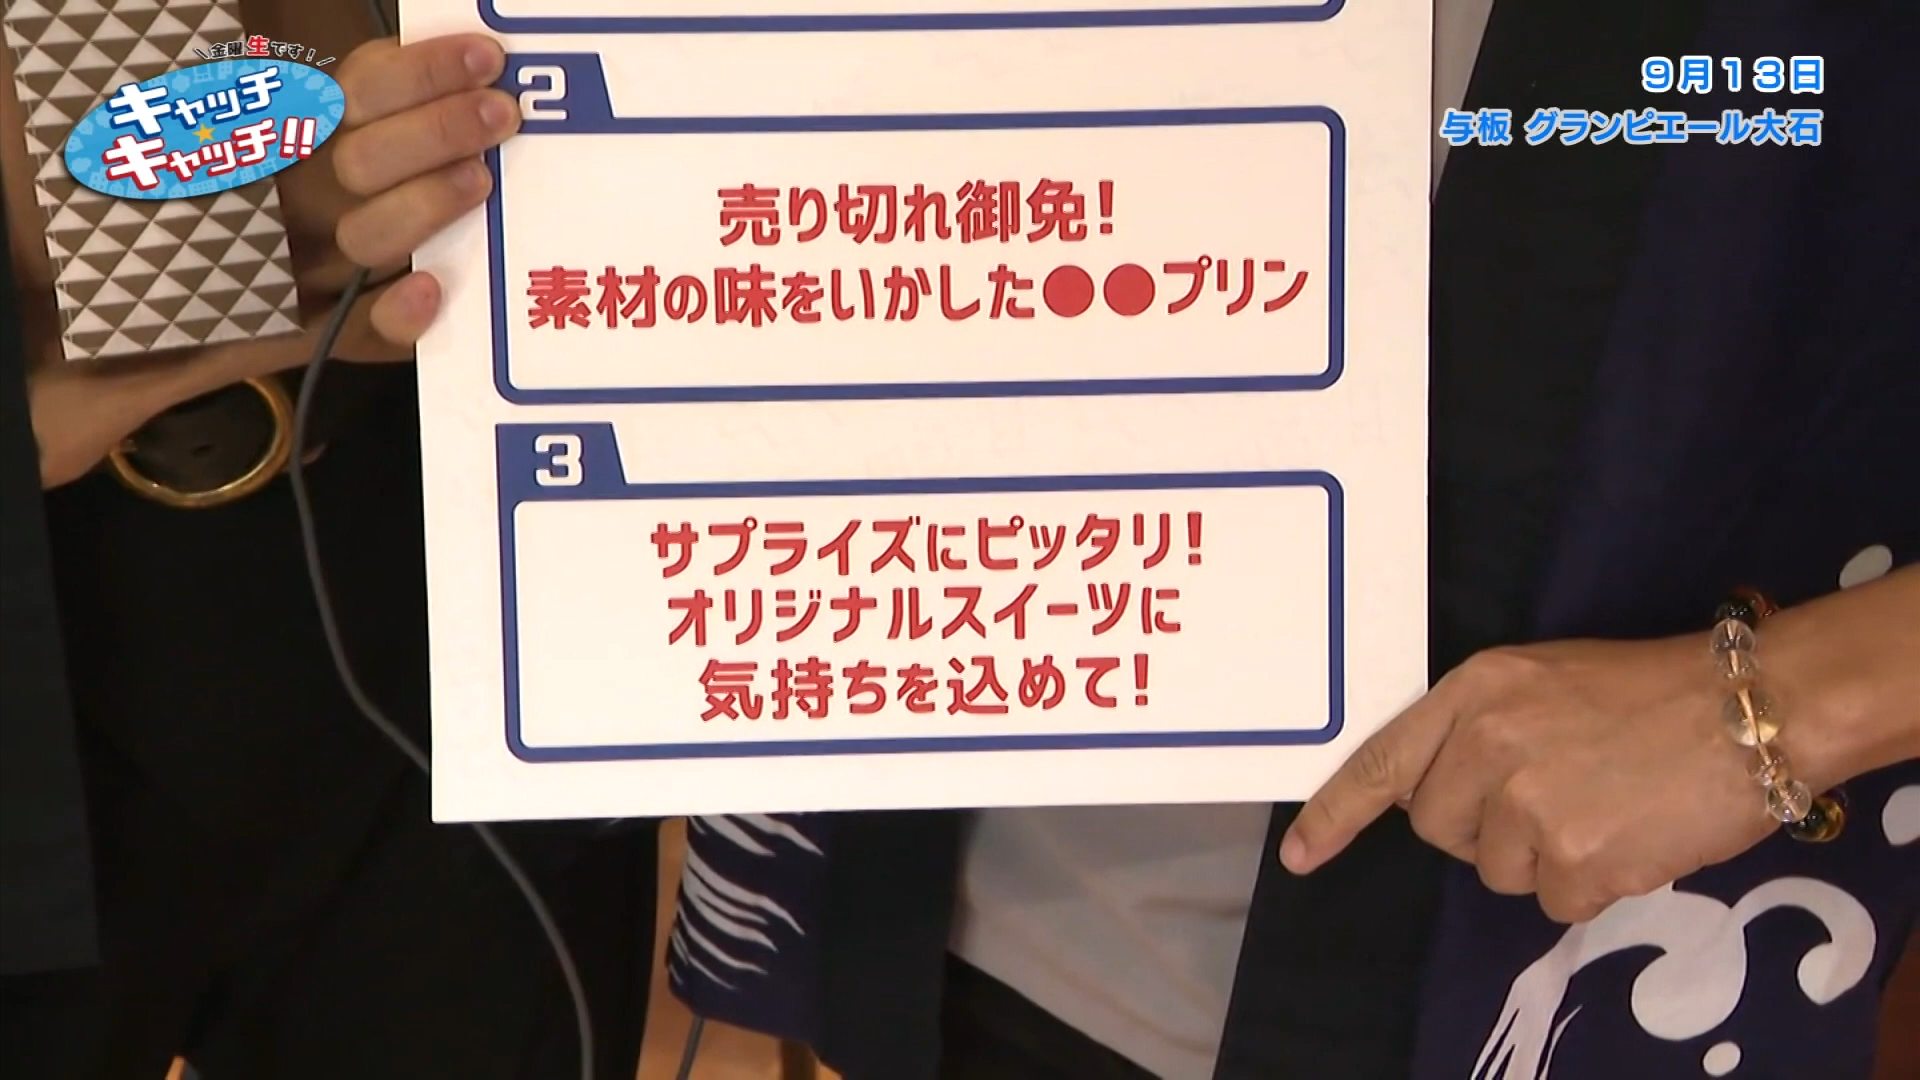 金曜生です!
キャッチ
キャッチ!!
9月13日
与板 グランピエール大石
2
売り切れ御免!
素材の味をいかした●●プリン
3
サプライズにピッタリ!
オリジナルスイーツに
気持ちを込めて!